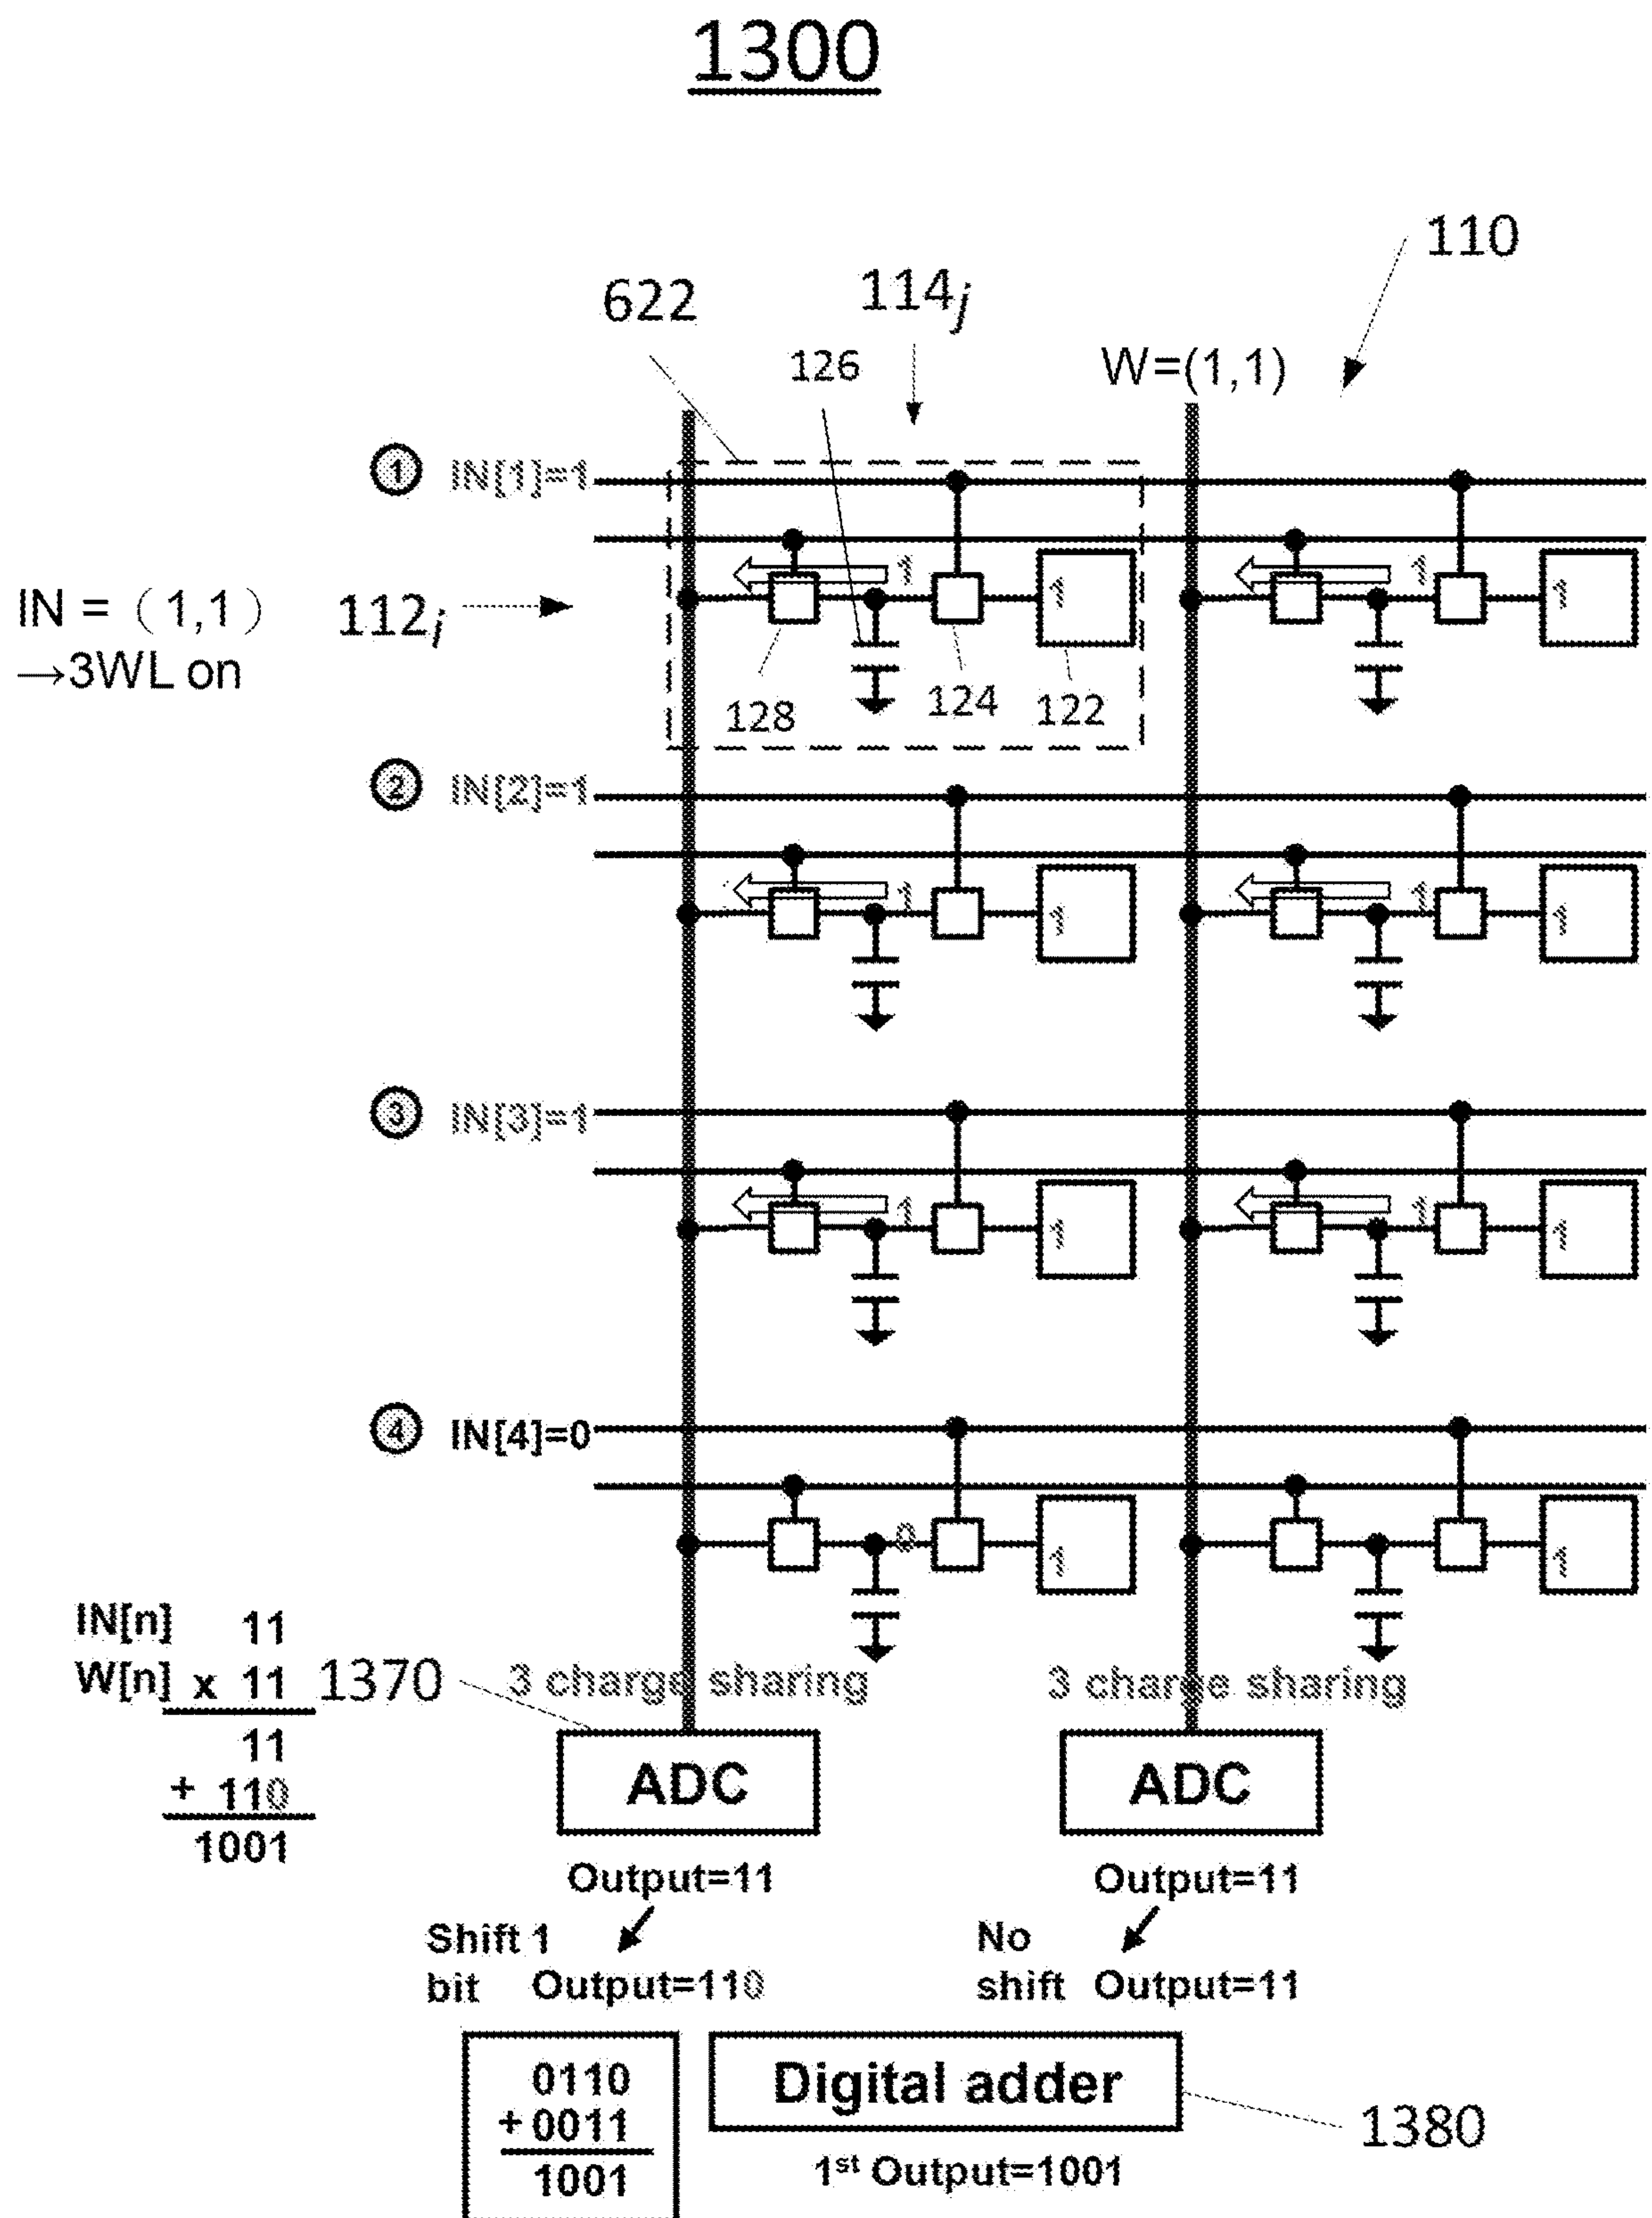 1300
110
622
114j
126
W=(1,1)
1 IN[1]=1
1 1 1 1
IN = (1,1)
→3WL on
112i
128
124
122
2 IN[2]=1
1 1 1 1
3 IN[3]=1
1 1 1 1
4 IN[4]=0
0 1 1
IN[n] 11
W[n] x 11
11
+ 110
1001
1370
3 charge sharing
3 charge sharing
ADC
ADC
Output=11
Output=11
Shift 1
bit Output=110
No
shift Output=11
0110
+0011
1001
Digital adder
1380
1st Output=1001